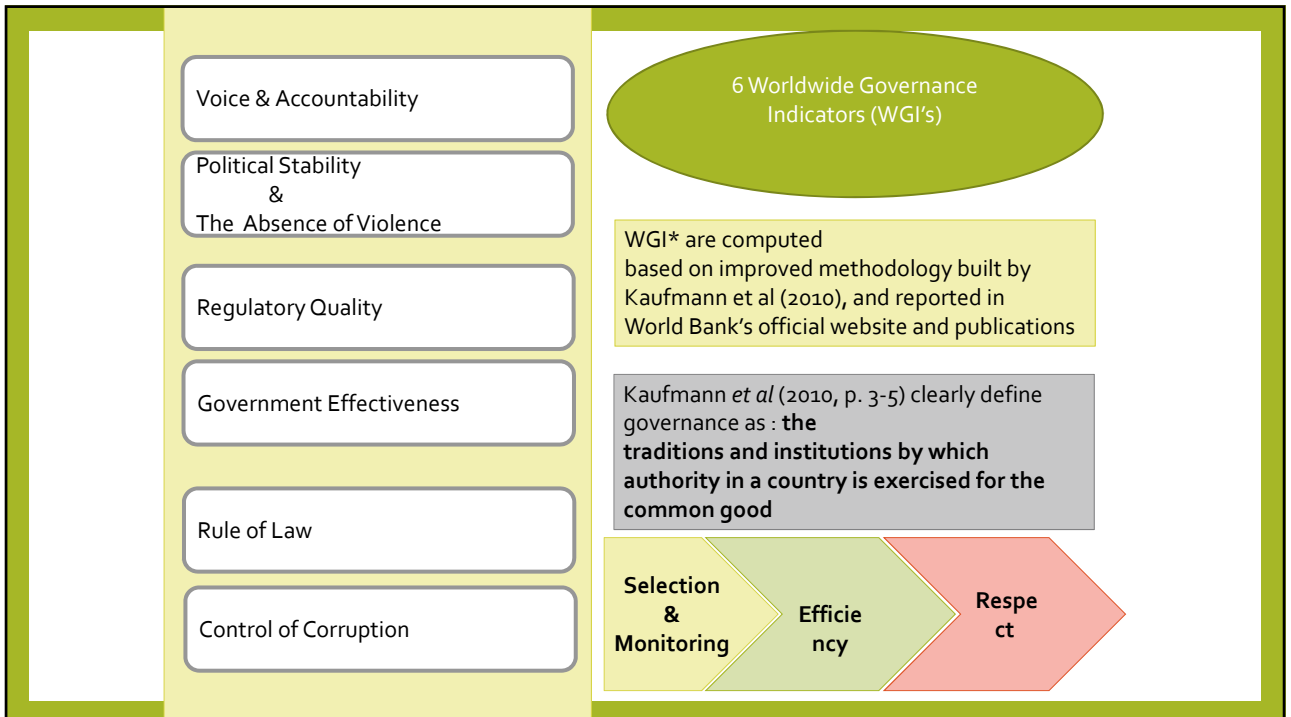 Voice & Accountability
Political Stability
&
The Absence of Violence
Regulatory Quality
Government Effectiveness
Rule of Law
Control of Corruption
6 Worldwide Governance
Indicators (WGI's)
WGI* are computed
based on improved methodology built by
Kaufmann et al (2010), and reported in
World Bank's official website and publications
Kaufmann et al (2010, p. 3-5) clearly define
governance as : the
traditions and institutions by which
authority in a country is exercised for the
common good
Selection
&
Monitoring
Efficie
ncy
Respe
ct